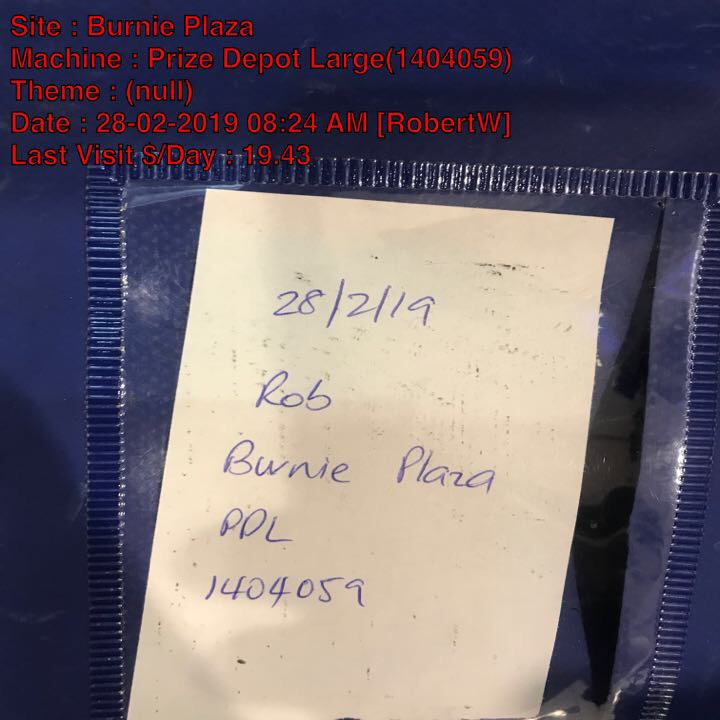 Site : Burnie Plaza
Machine : Prize Depot Large(1404059)
Theme : (null)
Date : 28-02-2019 08:24 AM [RobertW]
Last Visit $/Day : 19.43
28/2/19
Rob
Burnie Plaza
PDL
1404059